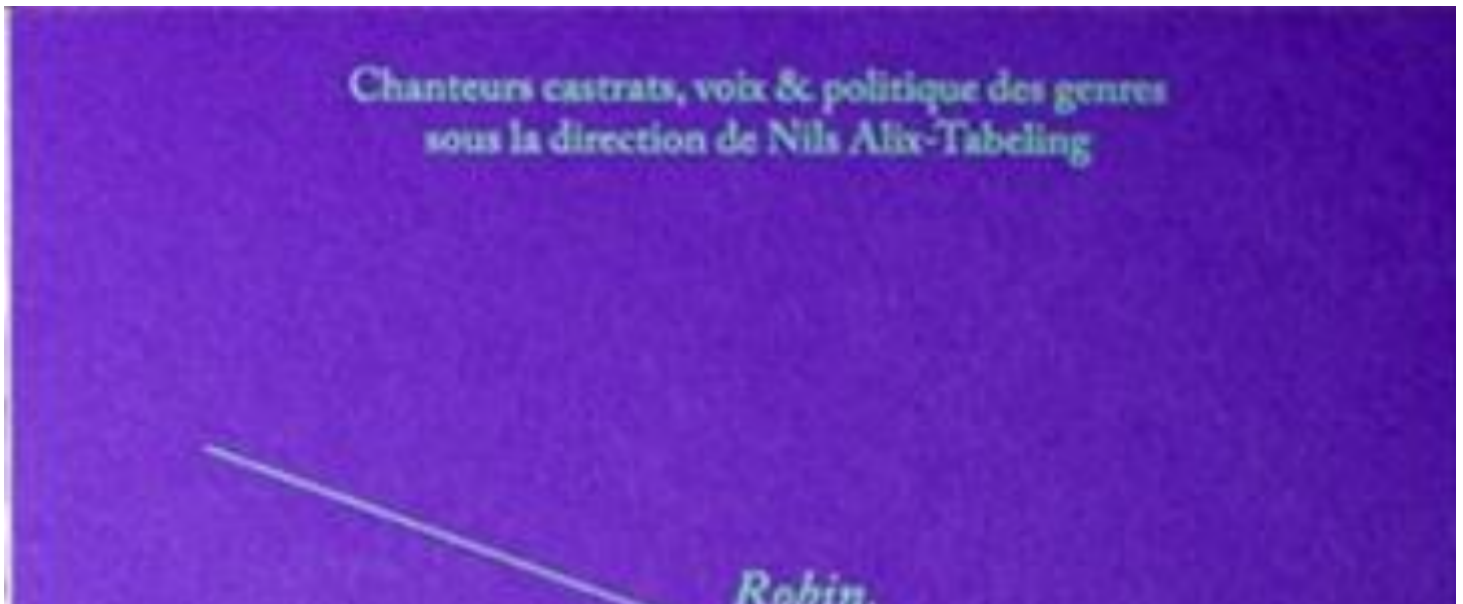 Chanteurs castrats, voix & politique des genres
sous la direction de Nils Alix-Tabeling
Robin,